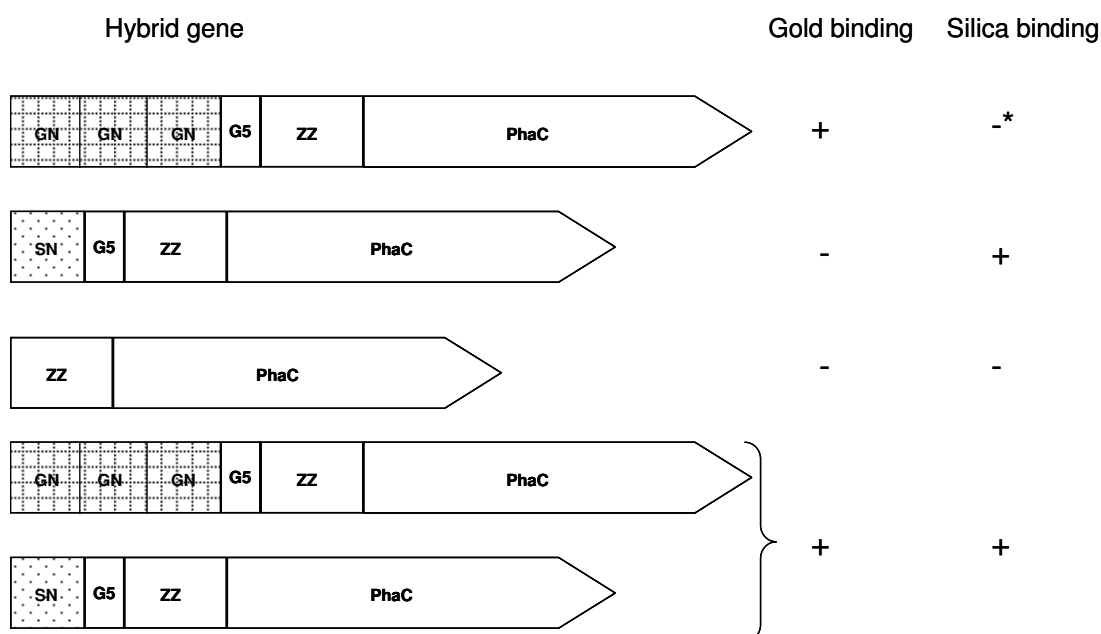 Hybrid gene Gold binding Silica binding
GN GN GN G5 ZZ PhaC + -*
SN G5 ZZ PhaC - +
ZZ PhaC - -
GN GN GN G5 ZZ PhaC
+ +
SN G5 ZZ PhaC